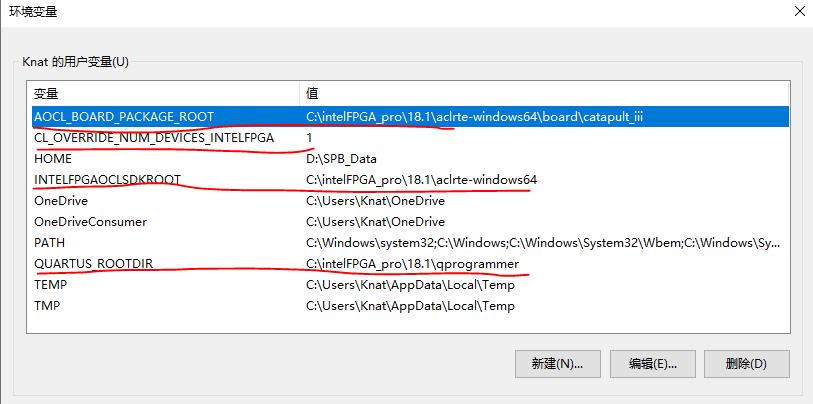 环境变量
Knat 的用户变量(U)
变量 值
AOCL_BOARD_PACKAGE_ROOT C:\intelFPGA_pro\18.1\aclrte-windows64\board\catapult_iii
CL_OVERRIDE_NUM_DEVICES_INTELFPGA 1
HOME D:\SPB_Data
INTELFPGAOCLSDKROOT C:\intelFPGA_pro\18.1\aclrte-windows64
OneDrive C:\Users\Knat\OneDrive
OneDriveConsumer C:\Users\Knat\OneDrive
PATH C:\Windows\system32;C:\Windows;C:\Windows\System32\Wbem;C:\Windows\Sy...
QUARTUS_ROOTDIR C:\intelFPGA_pro\18.1\qprogrammer
TEMP C:\Users\Knat\AppData\Local\Temp
TMP C:\Users\Knat\AppData\Local\Temp
新建(N)... 编辑(E)... 删除(D)